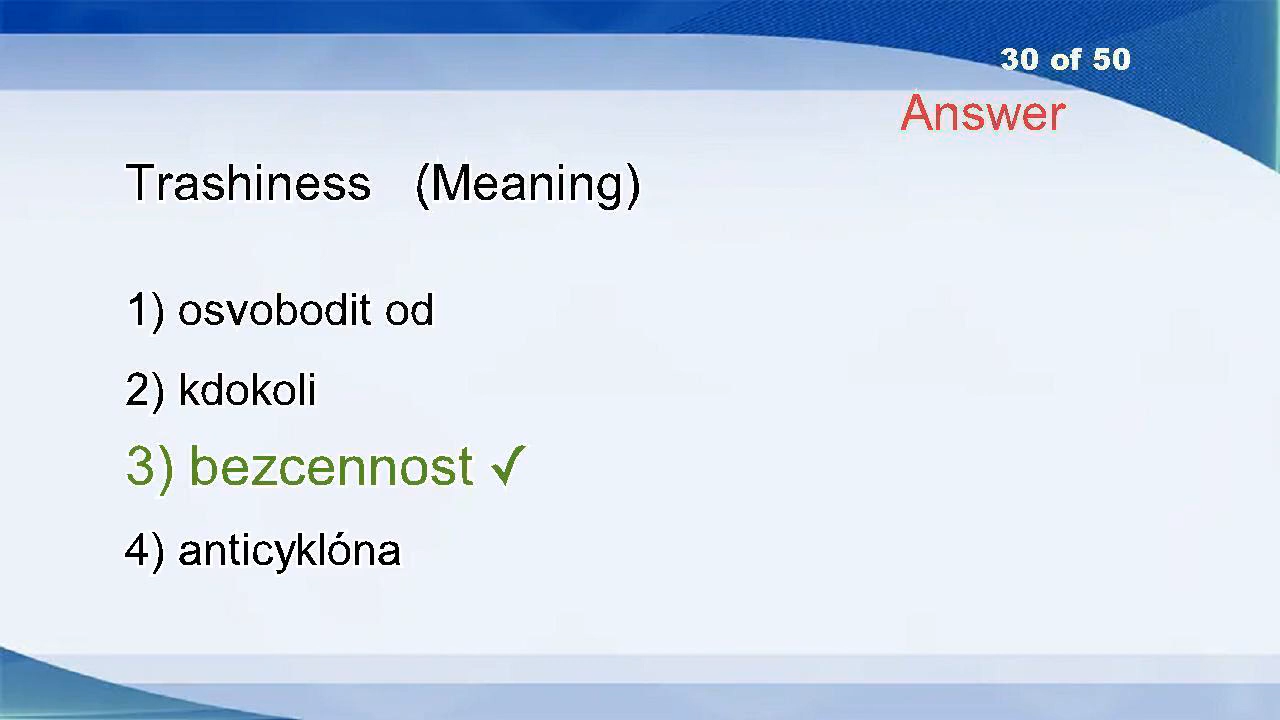 30 of 50
Answer
Trashiness (Meaning)
1) osvobodit od
2) kdokoli
3) bezcennost ✓
4) anticyklóna